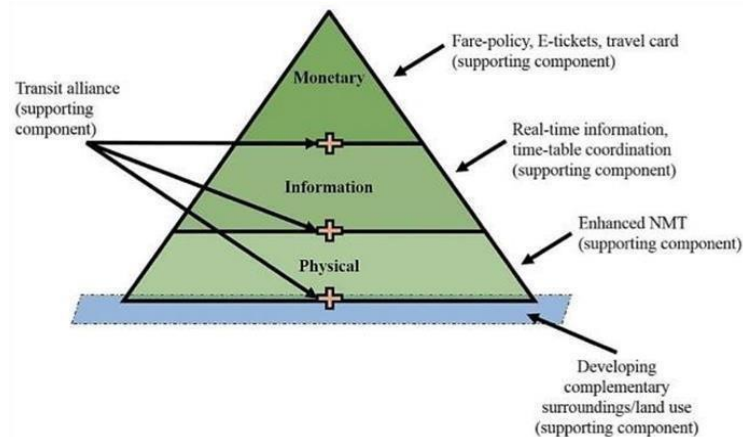 Monetary
Fare-policy, E-tickets, travel card
(supporting component)
Transit alliance
(supporting
component)
Real-time information,
time-table coordination
(supporting component)
Information
Enhanced NMT
(supporting component)
Physical
Developing
complementary
surroundings/land use
(supporting component)